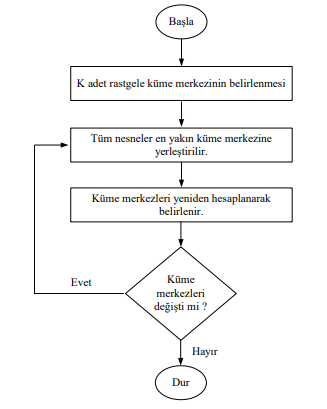 Başla
K adet rastgele küme merkezinin belirlenmesi
Tüm nesneler en yakın küme merkezine
yerleştirilir.
Küme merkezleri yeniden hesaplanarak
belirlenir.
Küme
merkezleri
değişti mi ?
Evet
Hayır
Dur